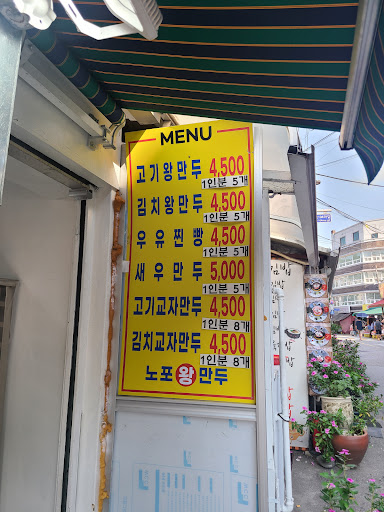 MENU
고기왕만두 4,500
1인분 5개
김치왕만두 4,500
1인분 5개
우유찐빵 4,500
1인분 5개
새우만두 5,000
1인분 5개
고기교자만두 4,500
1인분 8개
김치교자만두 4,500
1인분 8개
노포왕만두